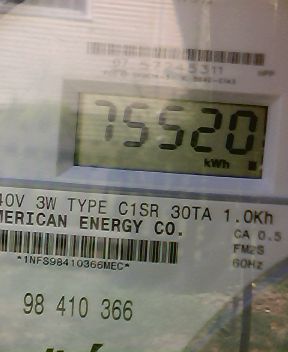 75520
kWh
40V 3W TYPE C1SR 30TA 1.0Kh
MERICAN ENERGY CO.
CA 0.5
FM2S
60Hz
*1NFS98410366MEC*
98 410 366